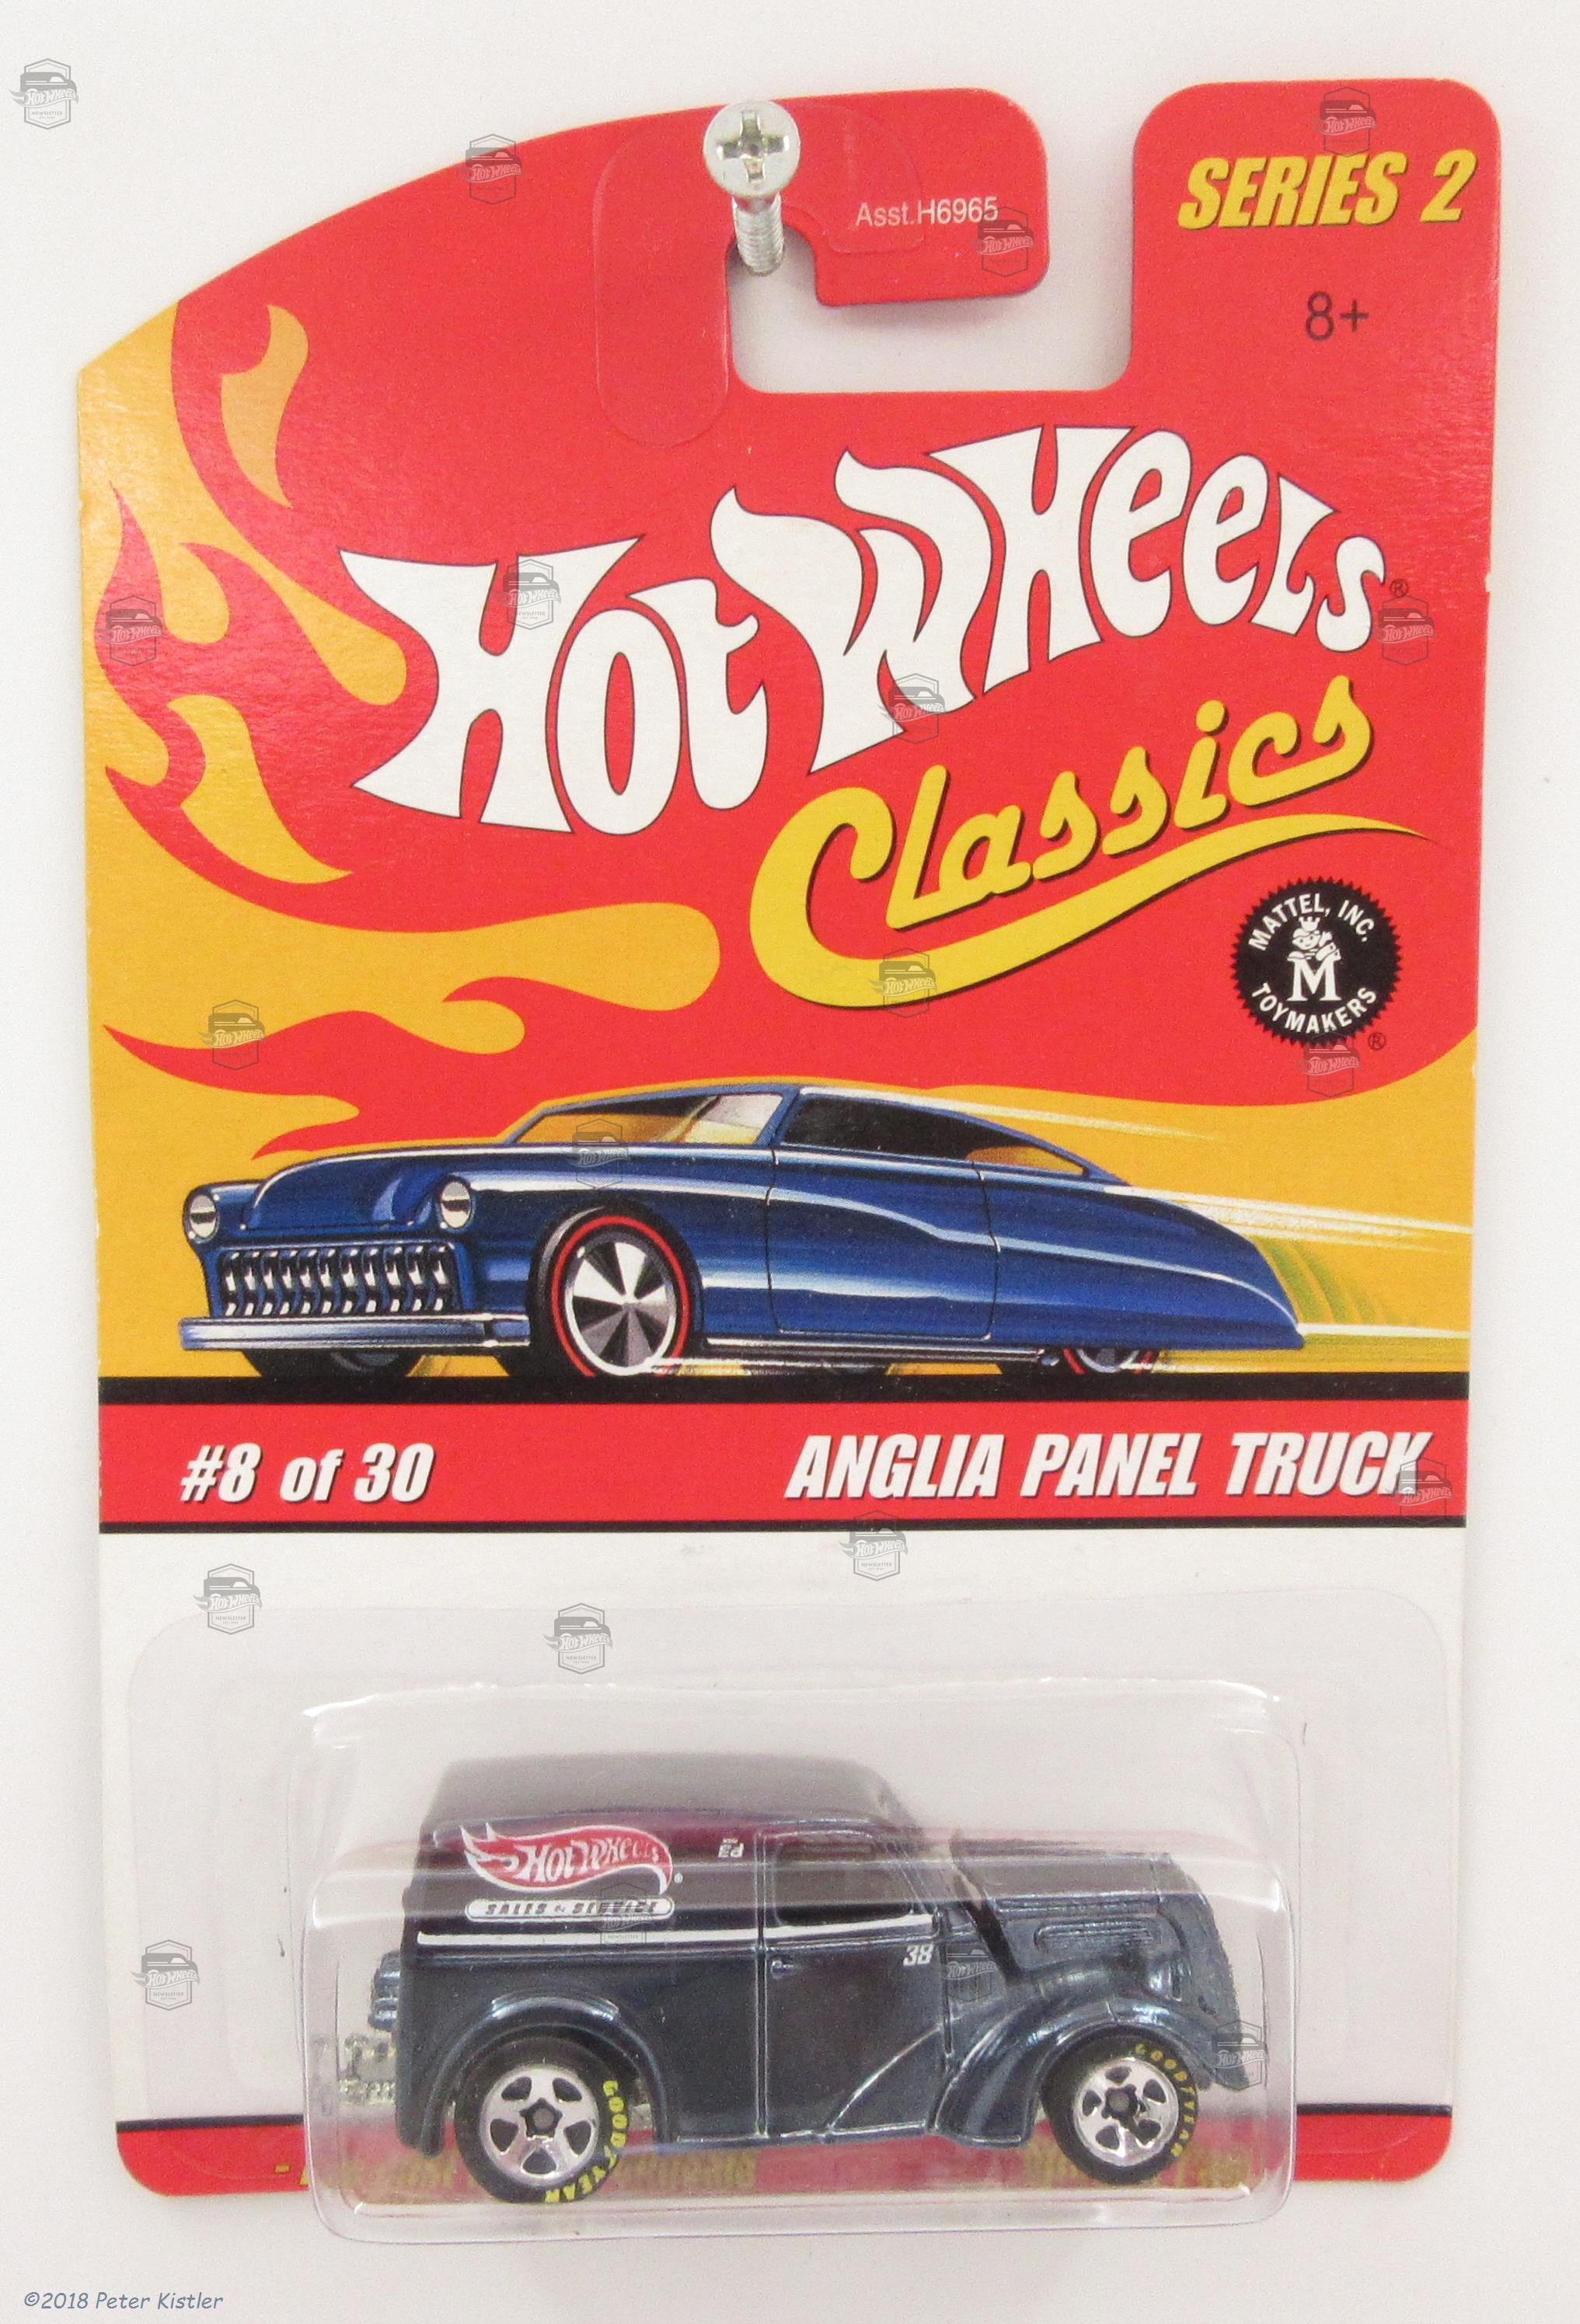 Asst.H6965
SERIES 2
8+
HOT WHEELS®
Classics
MATTEL, INC.
M
TOYMAKERS
®
#8 of 30
ANGLIA PANEL TRUCK
HOT WHEELS®
SALES & SERVICE
38
GOODYEAR
GOODYEAR
©2018 Peter Kistler